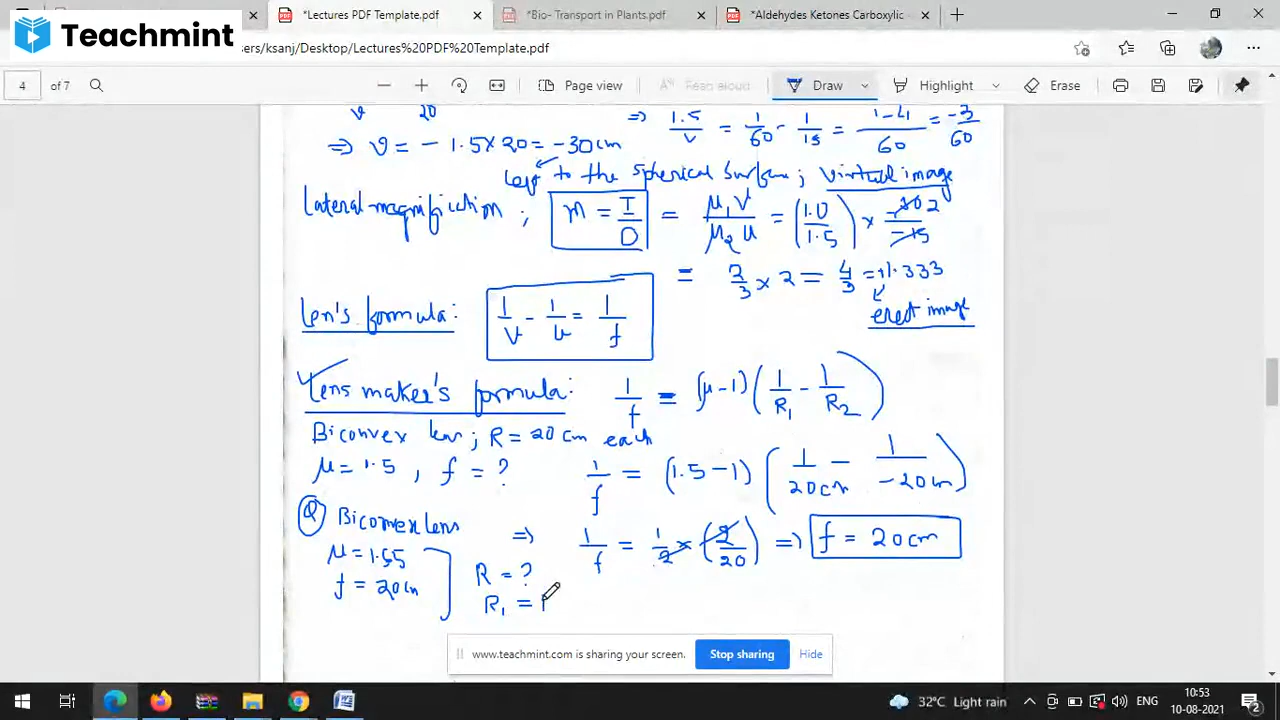 Teachmint
*Lectures PDF Template.pdf
*Bio- Transport in Plants.pdf
*Aldehydes Ketones Carboxylic
ers/ksanj/Desktop/Lectures%20PDF%20Template.pdf
4 of 7
Page view
Read aloud
Draw
Highlight
Erase
v 20
⇒ 1.5/v = 1/60 - 1/15 = 1-4/60 = -3/60
⇒ v = - 1.5 × 20 = -30cm
left to the spherical surface; virtual image
Lateral magnification ; m = I/O = μ₁v/μ₂u = (1.0/1.5) × -30/-15 2
= 2/3 × 2 = 4/3 = +1.333
erect image
Len's formula: 1/v - 1/u = 1/f
Lens maker's formula: 1/f = (μ-1)(1/R₁ - 1/R₂)
Biconvex len; R = 20 cm each
μ = 1.5 , f = ? 1/f = (1.5-1)(1/20cm - 1/-20cm)
Q Biconvex lens
⇒ 1/f = 1/2 × (2/20) ⇒ f = 20cm
μ = 1.55
f = 20cm
R = ?
R₁ =
www.teachmint.com is sharing your screen.
Stop sharing
Hide
32°C Light rain
ENG
10:53
10-08-2021
2